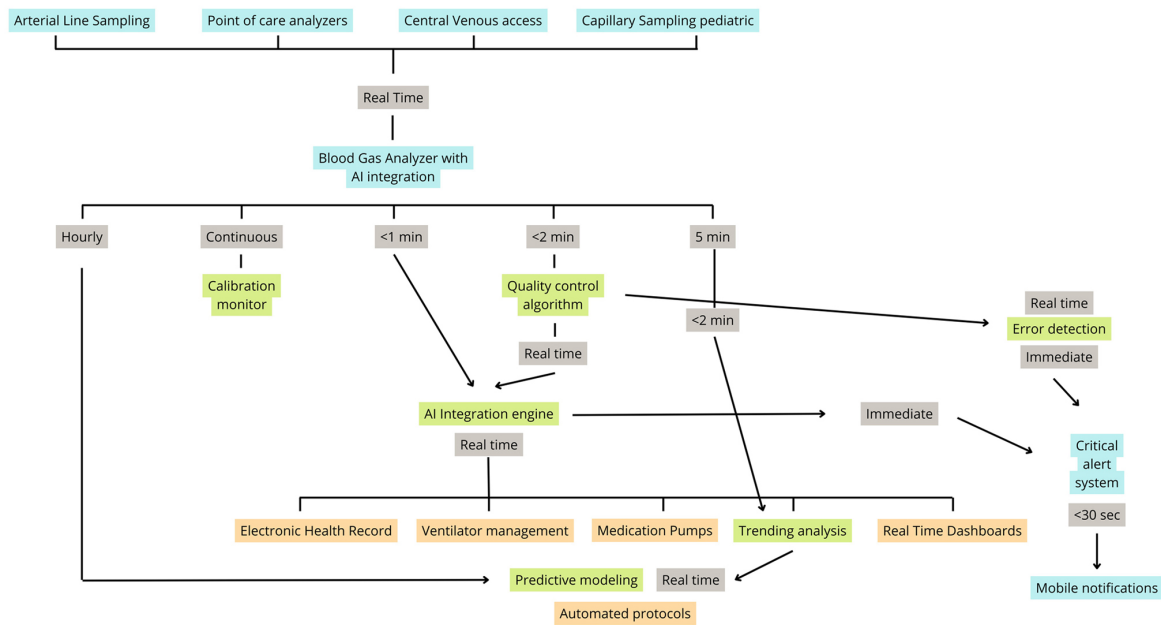 Arterial Line Sampling
Point of care analyzers
Central Venous access
Capillary Sampling pediatric
Real Time
Blood Gas Analyzer with
AI integration
Hourly
Continuous
<1 min
<2 min
5 min
Calibration
monitor
Quality control
algorithm
<2 min
Real time
Error detection
Immediate
Real time
AI Integration engine
Real time
Immediate
Critical
alert
system
<30 sec
Electronic Health Record
Ventilator management
Medication Pumps
Trending analysis
Real Time Dashboards
Predictive modeling
Real time
Mobile notifications
Automated protocols